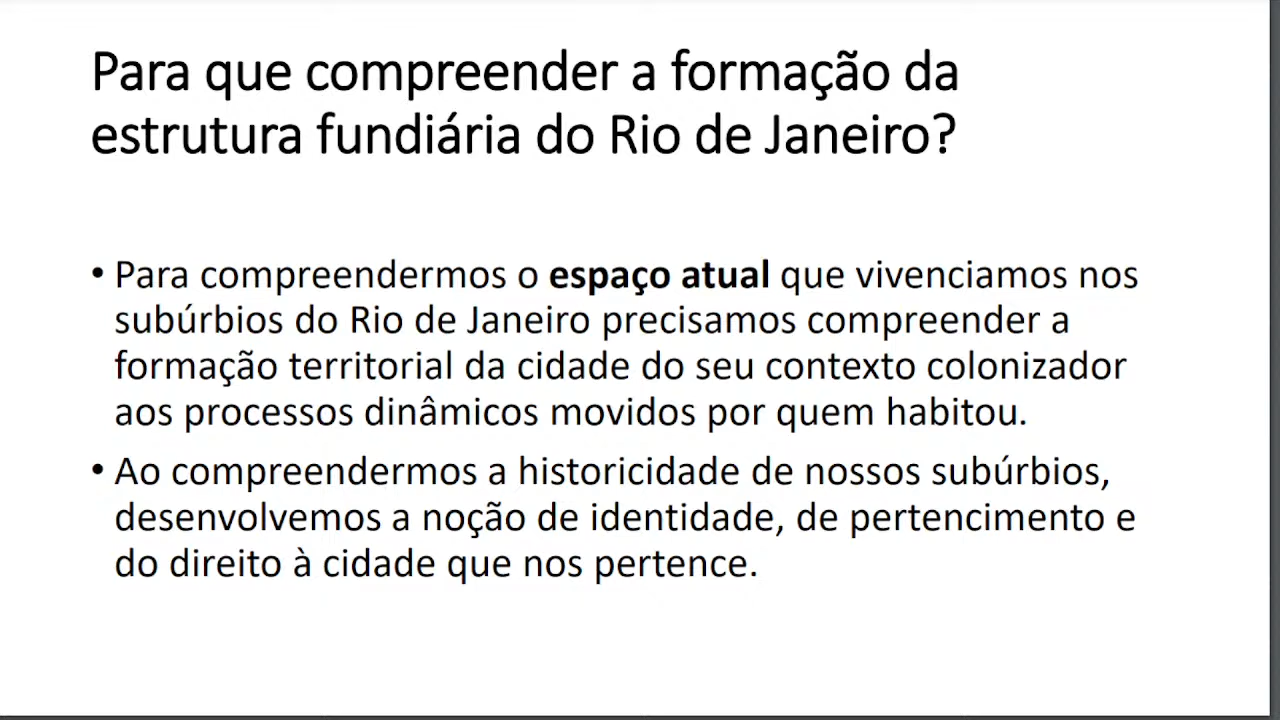 Para que compreender a formação da
estrutura fundiária do Rio de Janeiro?
• Para compreendermos o espaço atual que vivenciamos nos
subúrbios do Rio de Janeiro precisamos compreender a
formação territorial da cidade do seu contexto colonizador
aos processos dinâmicos movidos por quem habitou.
• Ao compreendermos a historicidade de nossos subúrbios,
desenvolvemos a noção de identidade, de pertencimento e
do direito à cidade que nos pertence.